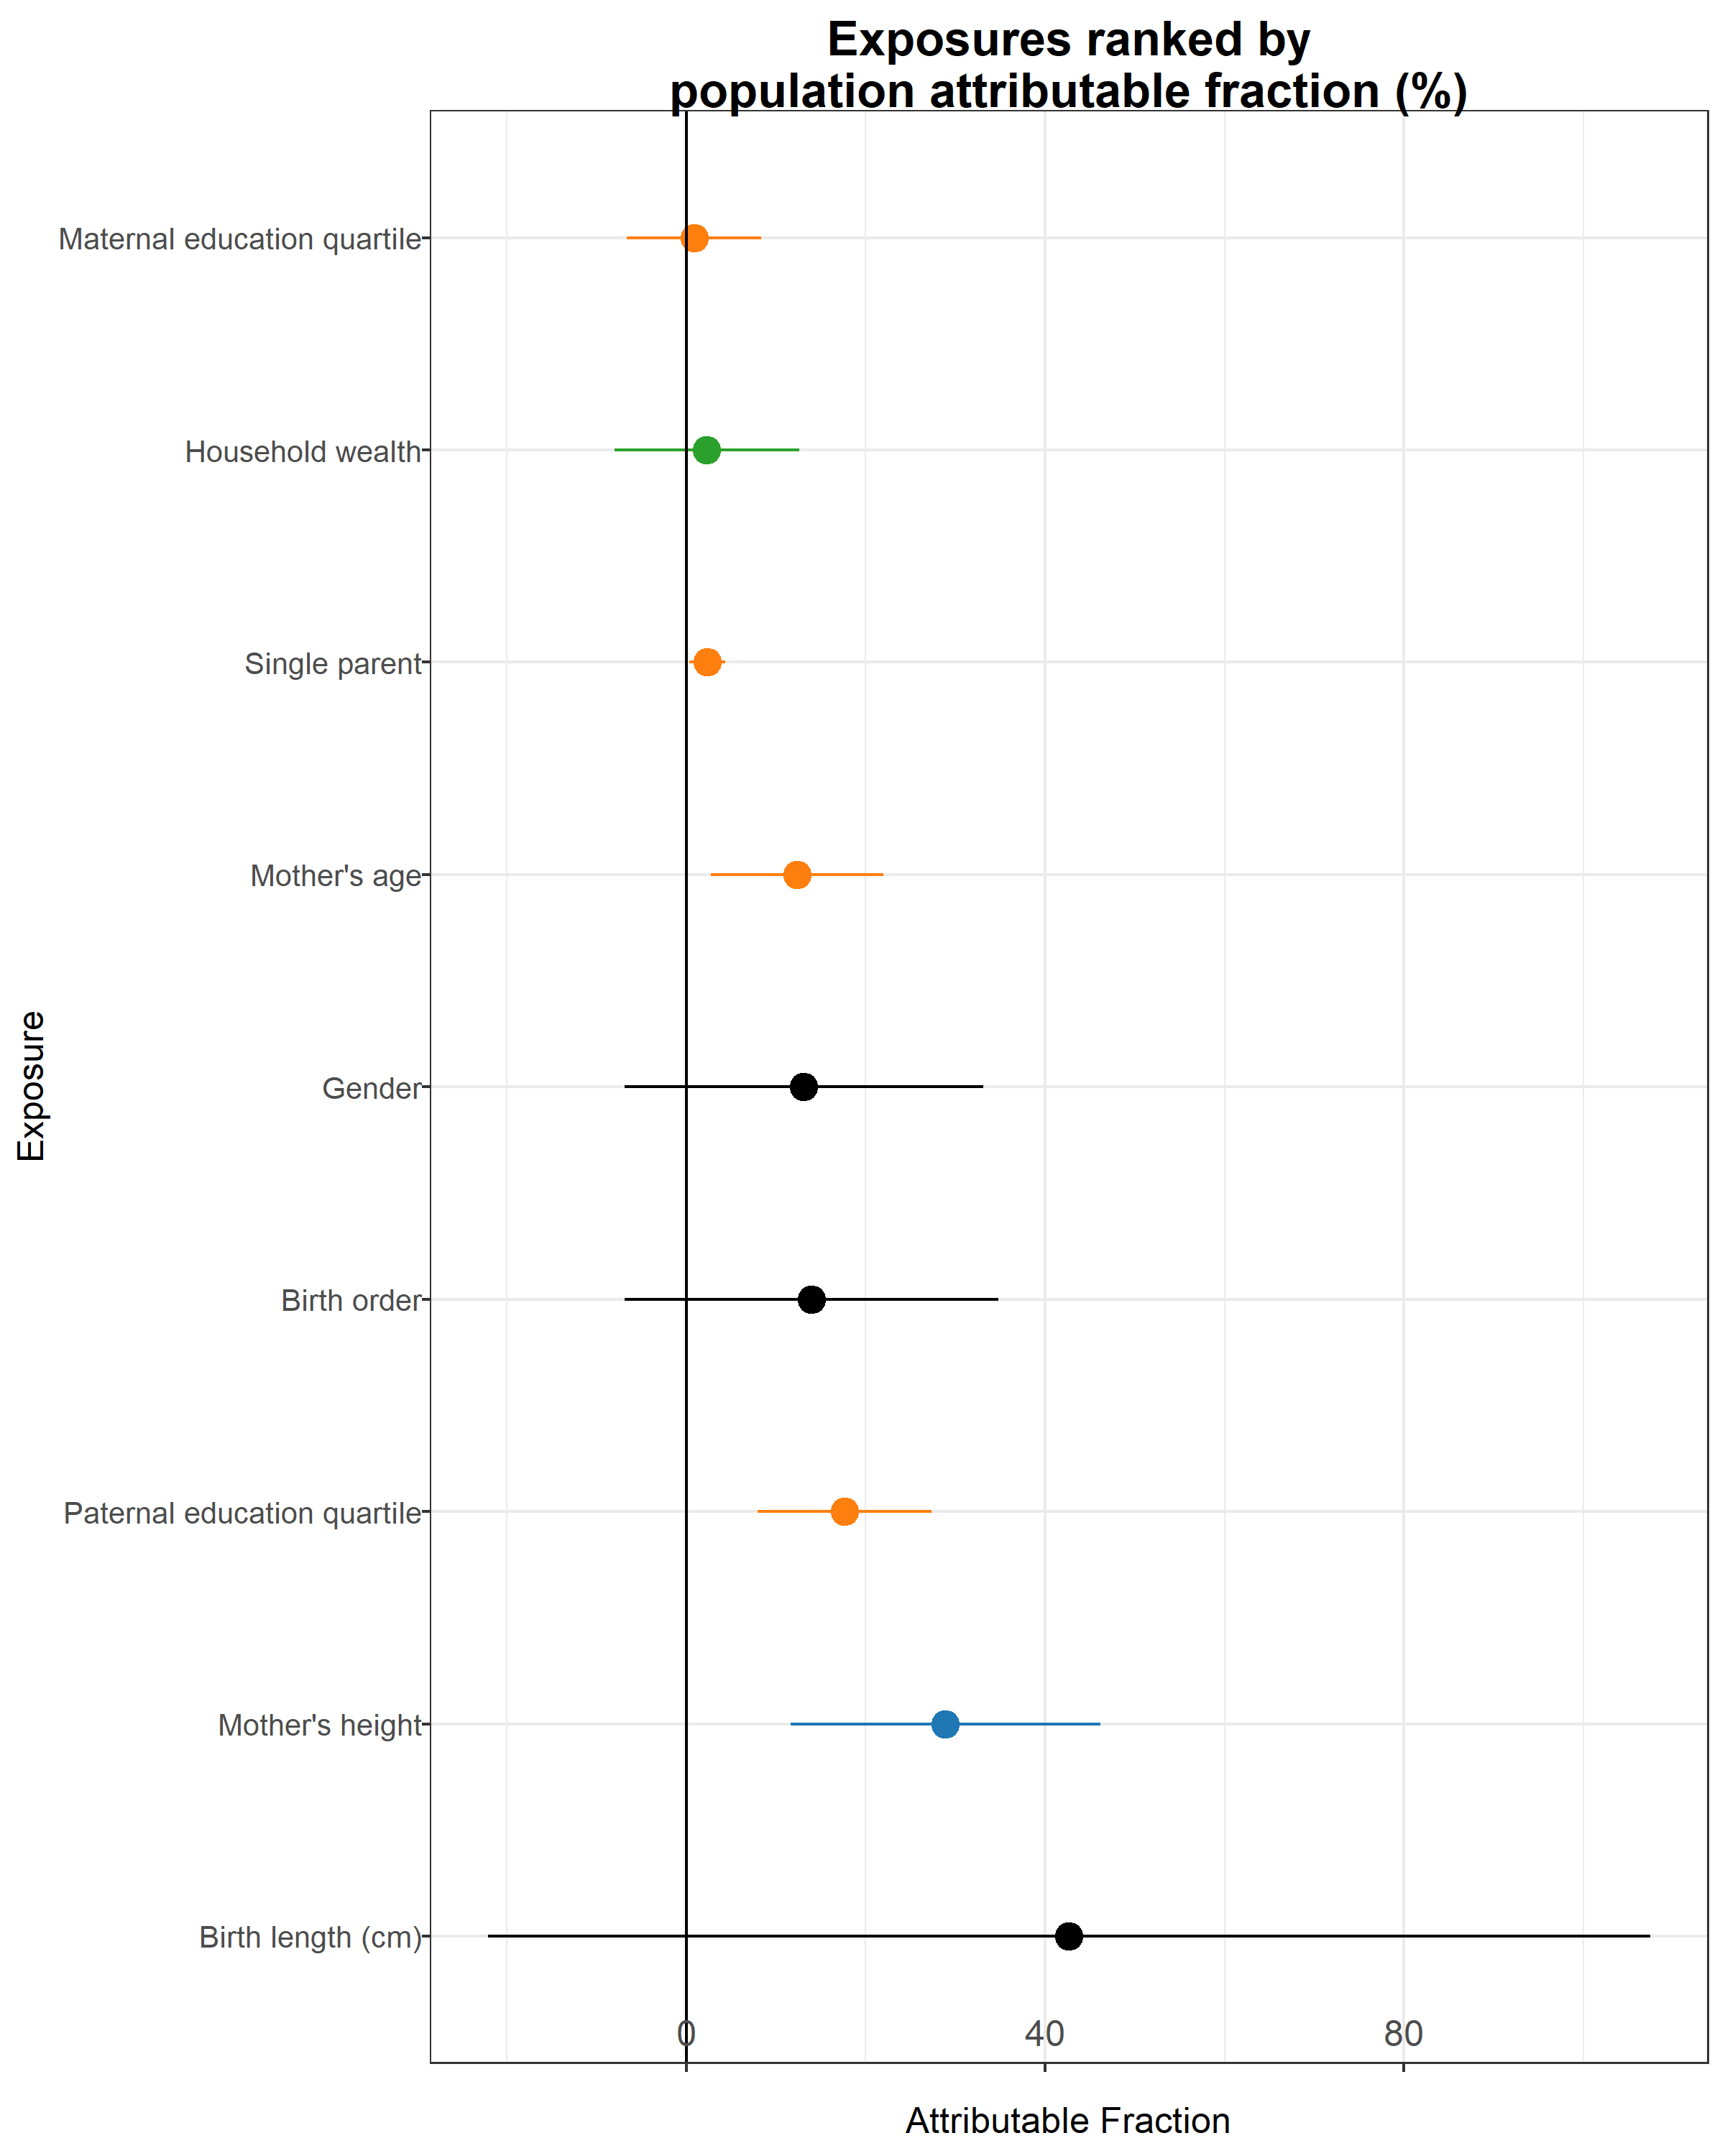 Exposures ranked by
population attributable fraction (%)
Maternal education quartile
Household wealth
Single parent
Mother's age
Gender
Birth order
Paternal education quartile
Mother's height
Birth length (cm)
Exposure
0 40 80
Attributable Fraction